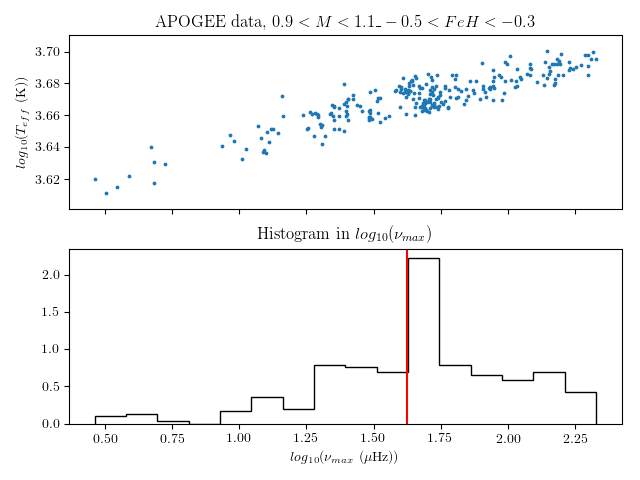 APOGEE data, 0.9 < M < 1.1_ − 0.5 < FeH < −0.3
3.70
3.68
3.66
3.64
3.62
log10(Teff (K))
Histogram in log10(νmax)
2.0
1.5
1.0
0.5
0.0
0.50 0.75 1.00 1.25 1.50 1.75 2.00 2.25
log10(νmax (μHz))